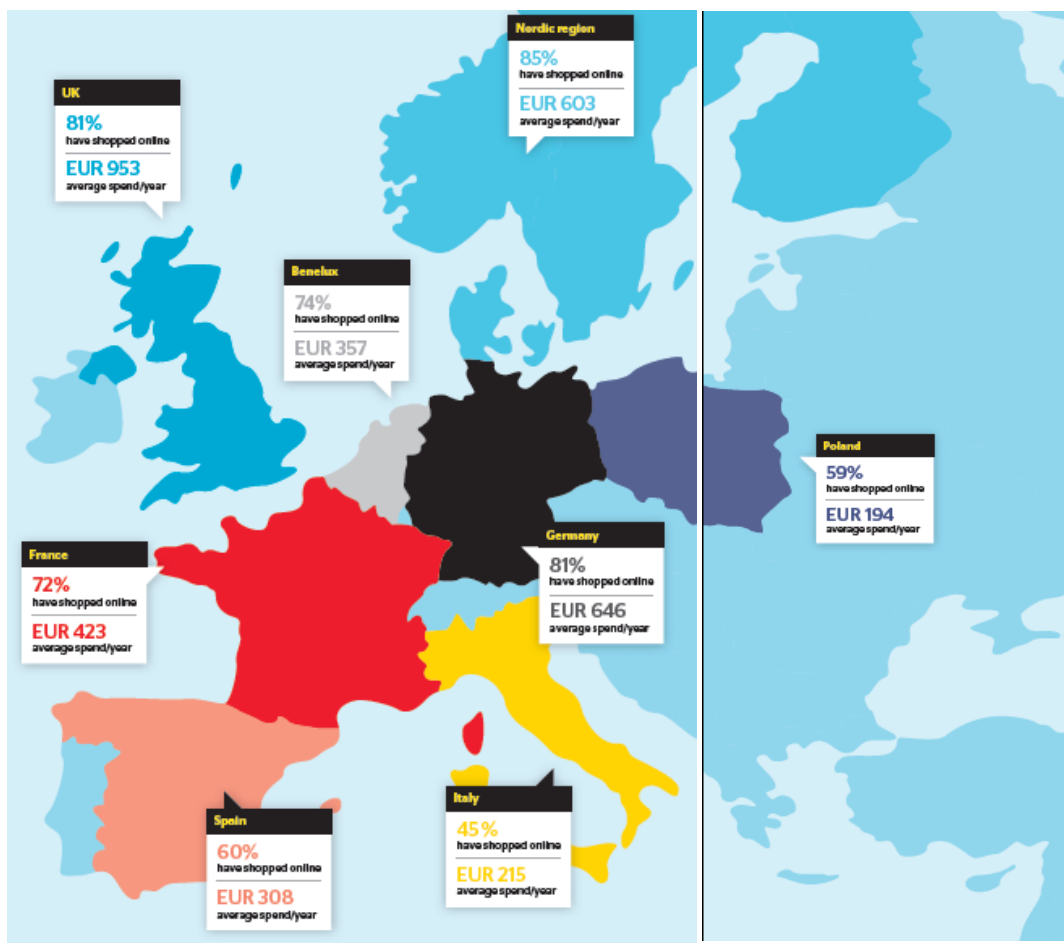 Nordic region
85%
have shopped online
EUR 603
average spend/year
UK
81%
have shopped online
EUR 953
average spend/year
Benelux
74%
have shopped online
EUR 357
average spend/year
Poland
59%
have shopped online
EUR 194
average spend/year
Germany
81%
have shopped online
EUR 646
average spend/year
France
72%
have shopped online
EUR 423
average spend/year
Italy
45%
have shopped online
EUR 215
average spend/year
Spain
60%
have shopped online
EUR 308
average spend/year